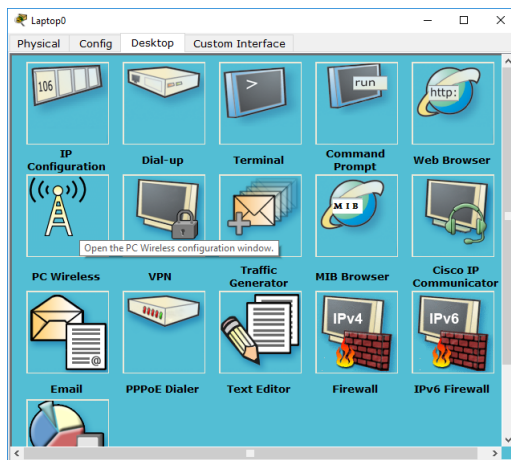 Laptop0
Physical Config Desktop Custom Interface
106
>
run
http:
IP
Configuration
Dial-up
Terminal
Command
Prompt
Web Browser
MIB
Open the PC Wireless configuration window.
PC Wireless
VPN
Traffic
Generator
MIB Browser
Cisco IP
Communicator
@
IPv4
IPv6
Email
PPPoE Dialer
Text Editor
Firewall
IPv6 Firewall